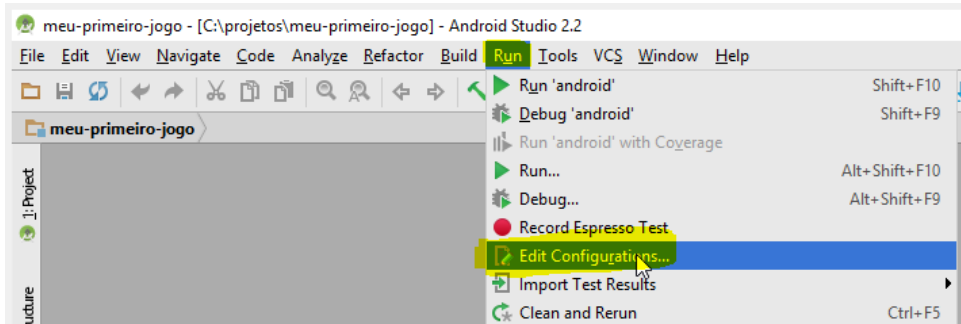 meu-primeiro-jogo - [C:\projetos\meu-primeiro-jogo] - Android Studio 2.2
File Edit View Navigate Code Analyze Refactor Build Run Tools VCS Window Help
meu-primeiro-jogo
1: Project
Run 'android' Shift+F10
Debug 'android' Shift+F9
Run 'android' with Coverage
Run... Alt+Shift+F10
Debug... Alt+Shift+F9
Record Espresso Test
Edit Configurations...
Import Test Results
Clean and Rerun Ctrl+F5